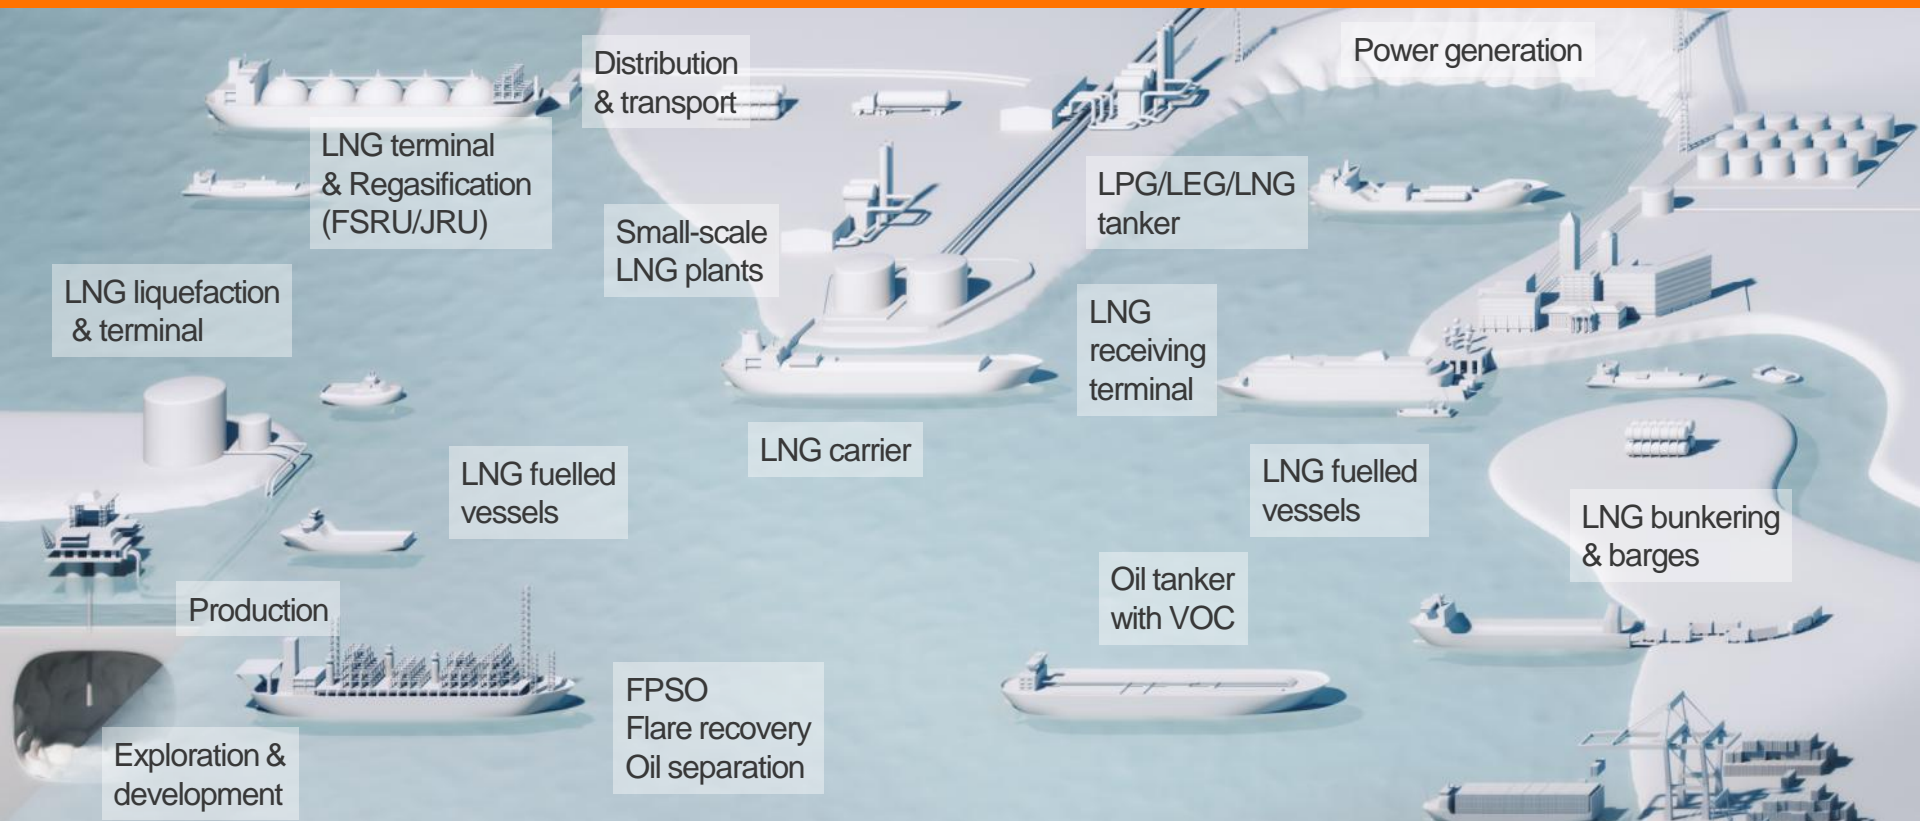 Distribution
& transport
Power generation
LNG terminal
& Regasification
(FSRU/JRU)
LPG/LEG/LNG
tanker
Small-scale
LNG plants
LNG liquefaction
& terminal
LNG
receiving
terminal
LNG carrier
LNG fuelled
vessels
LNG fuelled
vessels
LNG bunkering
& barges
Oil tanker
with VOC
Production
FPSO
Flare recovery
Oil separation
Exploration &
development